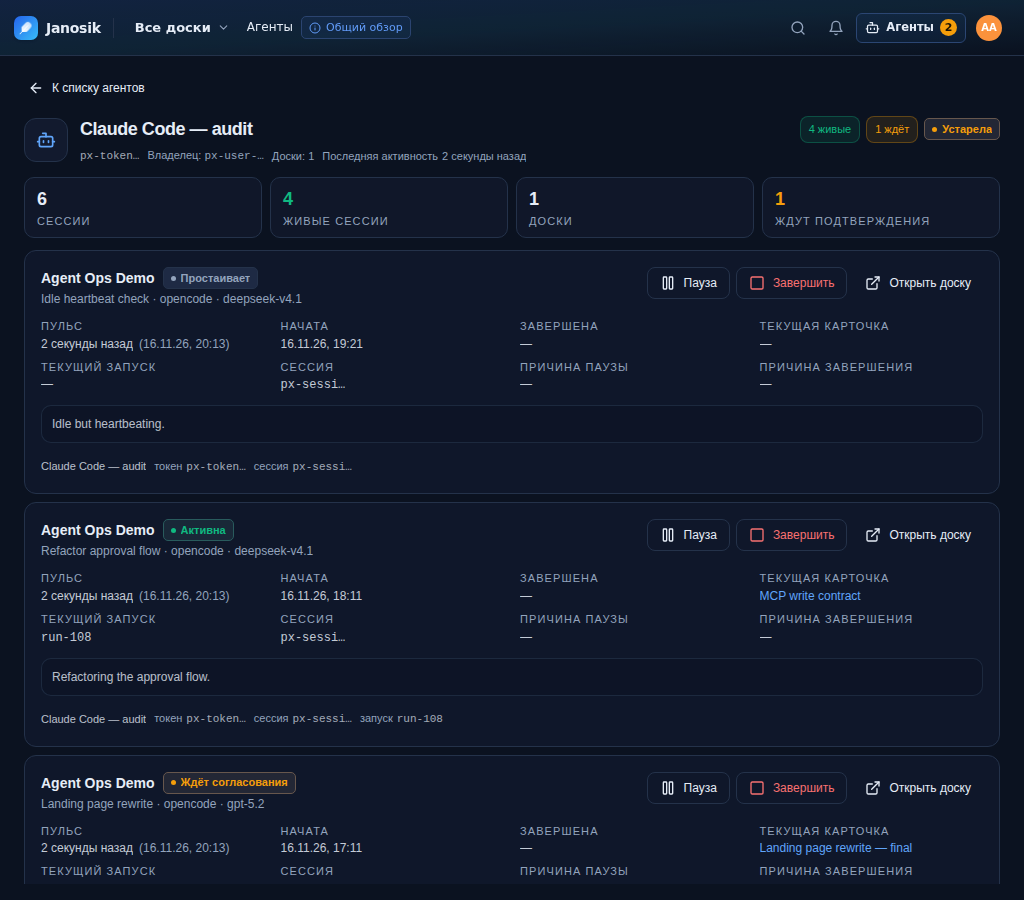 Janosik
Все доски
Агенты
Общий обзор
Агенты 2
AA
К списку агентов
Claude Code — audit
px-token… Владелец: px-user-… Доски: 1 Последняя активность 2 секунды назад
4 живые
1 ждёт
Устарела
6
СЕССИИ
4
ЖИВЫЕ СЕССИИ
1
ДОСКИ
1
ЖДУТ ПОДТВЕРЖДЕНИЯ
Agent Ops Demo Простаивает
Idle heartbeat check · opencode · deepseek-v4.1
Пауза
Завершить
Открыть доску
ПУЛЬС НАЧАТА ЗАВЕРШЕНА ТЕКУЩАЯ КАРТОЧКА
2 секунды назад (16.11.26, 20:13) 16.11.26, 19:21 — —
ТЕКУЩИЙ ЗАПУСК СЕССИЯ ПРИЧИНА ПАУЗЫ ПРИЧИНА ЗАВЕРШЕНИЯ
— px-sessi… — —
Idle but heartbeating.
Claude Code — audit токен px-token… сессия px-sessi…
Agent Ops Demo Активна
Refactor approval flow · opencode · deepseek-v4.1
Пауза
Завершить
Открыть доску
ПУЛЬС НАЧАТА ЗАВЕРШЕНА ТЕКУЩАЯ КАРТОЧКА
2 секунды назад (16.11.26, 20:13) 16.11.26, 18:11 — MCP write contract
ТЕКУЩИЙ ЗАПУСК СЕССИЯ ПРИЧИНА ПАУЗЫ ПРИЧИНА ЗАВЕРШЕНИЯ
run-108 px-sessi… — —
Refactoring the approval flow.
Claude Code — audit токен px-token… сессия px-sessi… запуск run-108
Agent Ops Demo Ждёт согласования
Landing page rewrite · opencode · gpt-5.2
Пауза
Завершить
Открыть доску
ПУЛЬС НАЧАТА ЗАВЕРШЕНА ТЕКУЩАЯ КАРТОЧКА
2 секунды назад (16.11.26, 20:13) 16.11.26, 17:11 — Landing page rewrite — final
ТЕКУЩИЙ ЗАПУСК СЕССИЯ ПРИЧИНА ПАУЗЫ ПРИЧИНА ЗАВЕРШЕНИЯ